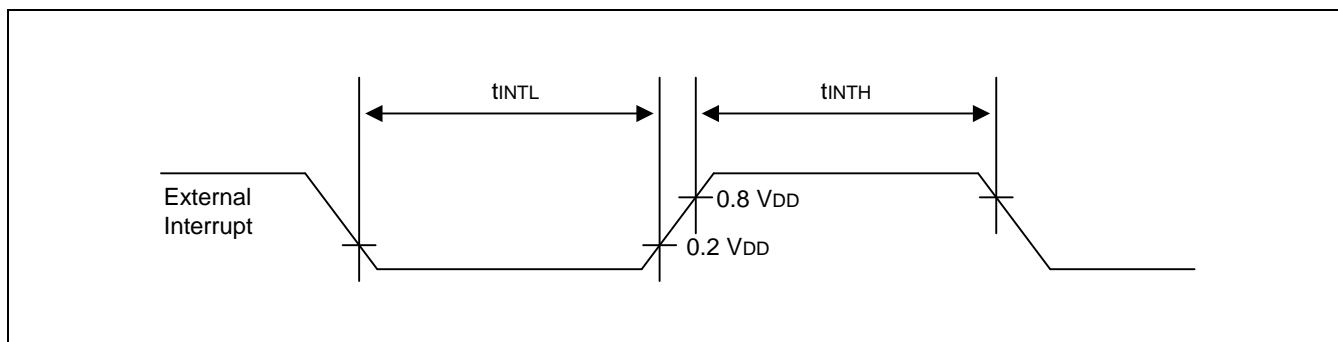 tINTL
tINTH
External
Interrupt
0.8 VDD
0.2 VDD